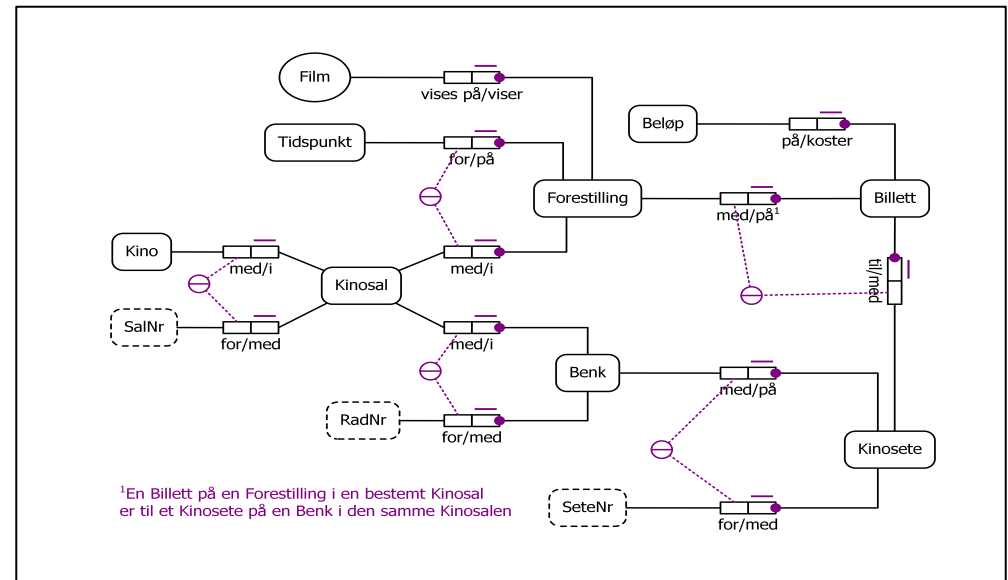 Film
vises på/viser
Beløp
på/koster
Tidspunkt
for/på
Forestilling
med/på¹
Billett
Kino
med/i
Kinosal
med/i
til/med
SalNr
for/med
med/i
Benk
med/på
RadNr
for/med
Kinosete
SeteNr
for/med
¹En Billett på en Forestilling i en bestemt Kinosal
er til et Kinosete på en Benk i den samme Kinosalen